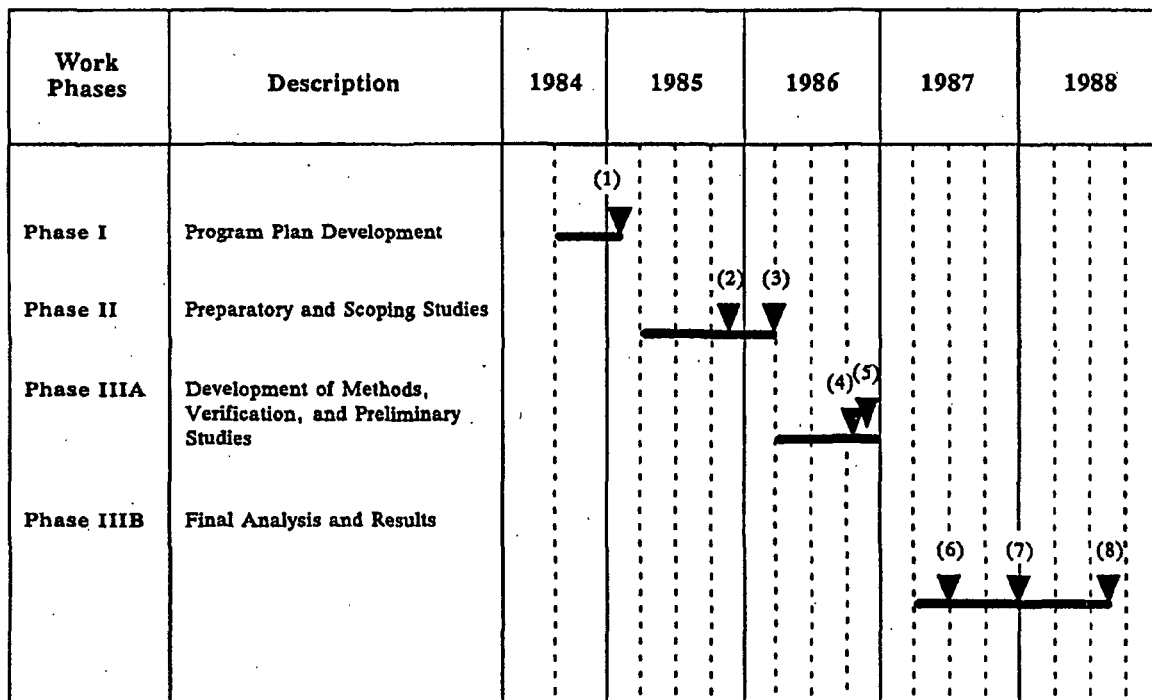 Work
Phases
Description
1984
1985
1986
1987
1988
(1)
Phase I
Program Plan Development
(2)
(3)
Phase II
Preparatory and Scoping Studies
Phase IIIA
Development of Methods,
Verification, and Preliminary
Studies
(4)
(5)
Phase IIIB
Final Analysis and Results
(6)
(7)
(8)